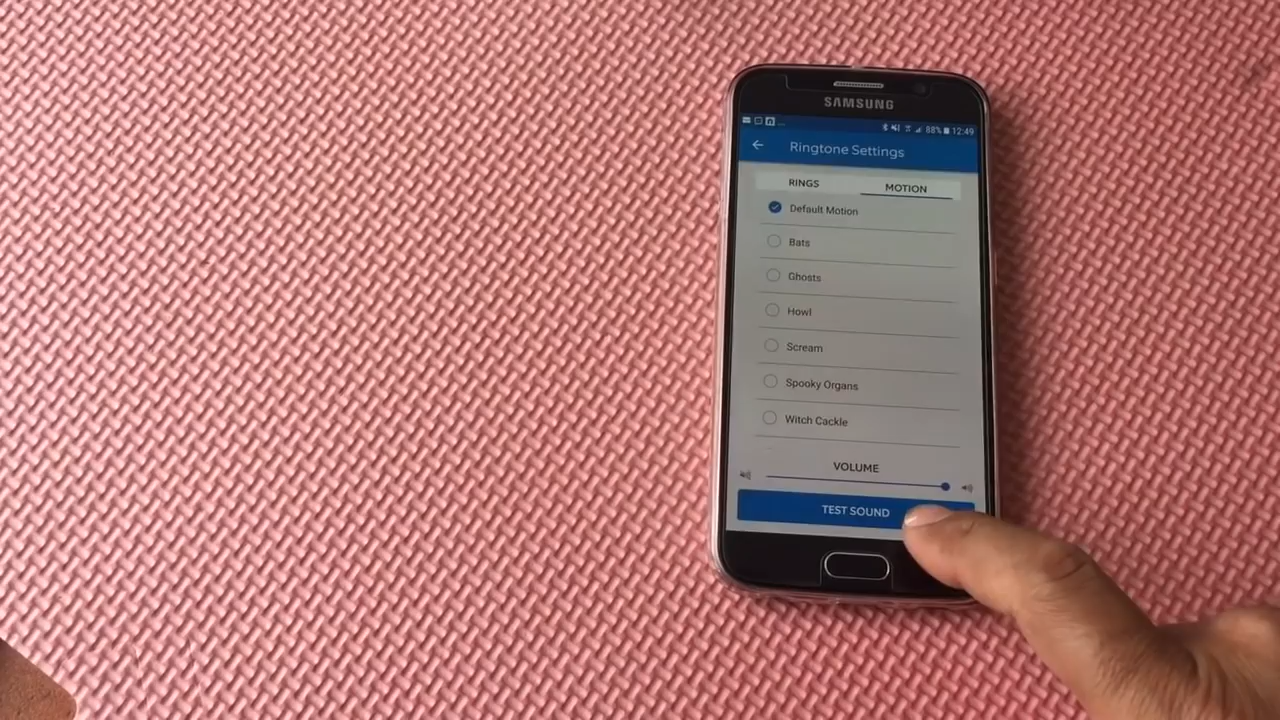 SAMSUNG
88% 12:49
Ringtone Settings
RINGS MOTION
Default Motion
Bats
Ghosts
Howl
Scream
Spooky Organs
Witch Cackle
VOLUME
TEST SOUND